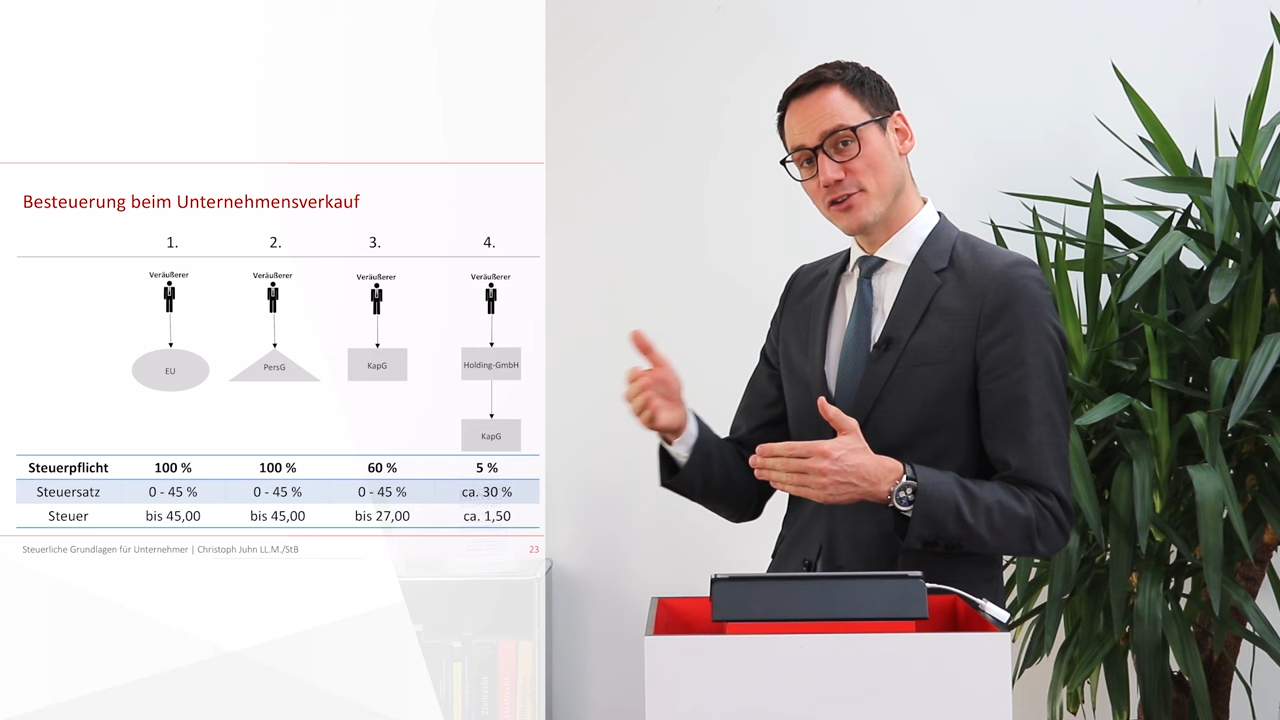 Besteuerung beim Unternehmensverkauf
1. 2. 3. 4.
Veräußerer Veräußerer Veräußerer Veräußerer
EU PersG KapG Holding-GmbH
KapG
Steuerpflicht 100 % 100 % 60 % 5 %
Steuersatz 0 - 45 % 0 - 45 % 0 - 45 % ca. 30 %
Steuer bis 45,00 bis 45,00 bis 27,00 ca. 1,50
Steuerliche Grundlagen für Unternehmer | Christoph Juhn LL.M./StB 23